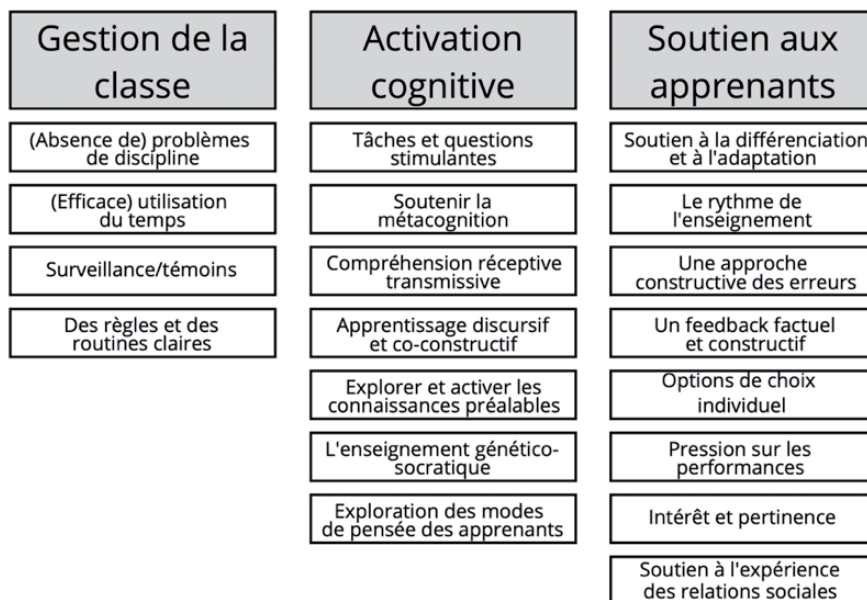 Gestion de la
classe
(Absence de) problèmes
de discipline
(Efficace) utilisation
du temps
Surveillance/témoins
Des règles et des
routines claires
Activation
cognitive
Tâches et questions
stimulantes
Soutenir la
métacognition
Compréhension réceptive
transmissive
Apprentissage discursif
et co-constructif
Explorer et activer les
connaissances préalables
L'enseignement génético-
socratique
Exploration des modes
de pensée des apprenants
Soutien aux
apprenants
Soutien à la différenciation
et à l'adaptation
Le rythme de
l'enseignement
Une approche
constructive des erreurs
Un feedback factuel
et constructif
Options de choix
individuel
Pression sur les
performances
Intérêt et pertinence
Soutien à l'expérience
des relations sociales